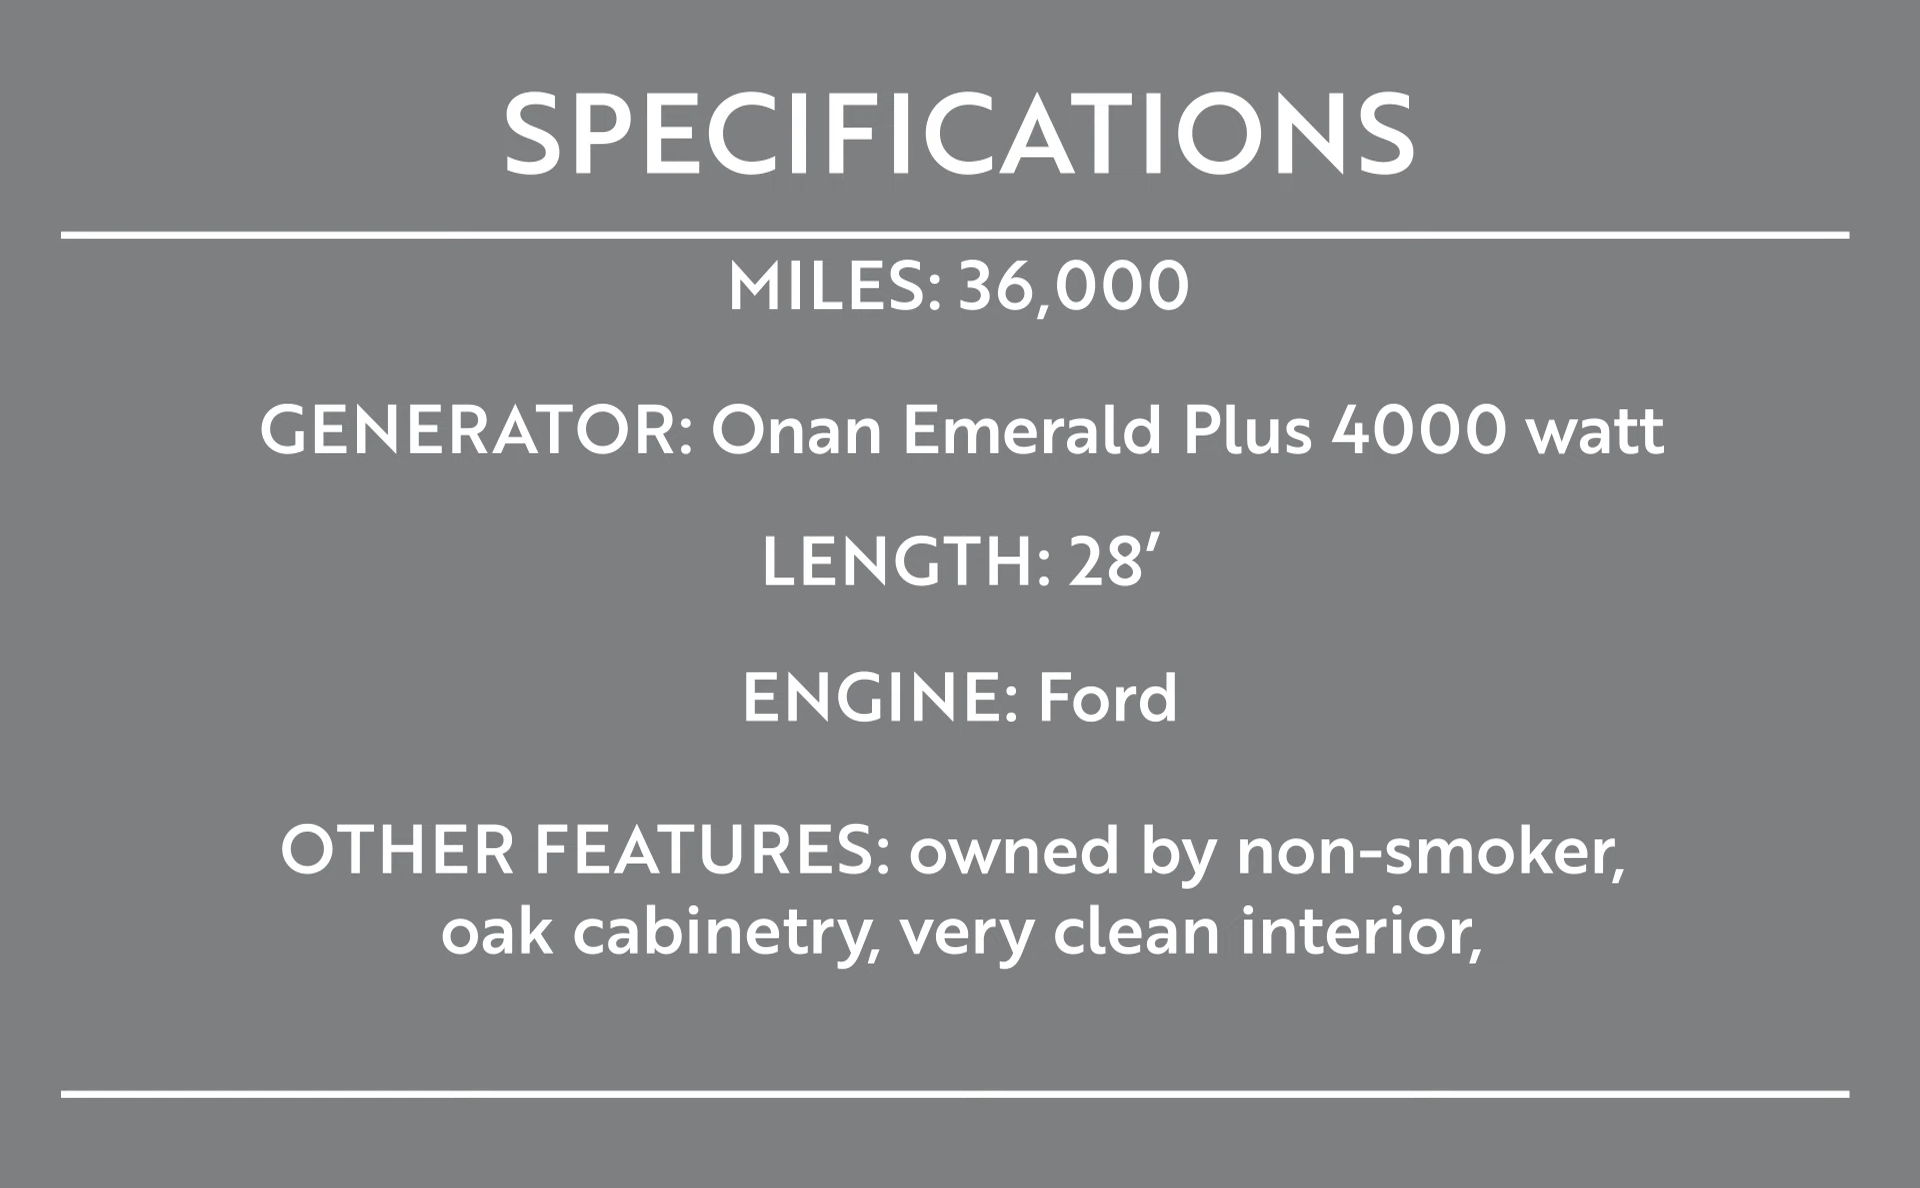 SPECIFICATIONS
MILES: 36,000
GENERATOR: Onan Emerald Plus 4000 watt
LENGTH: 28’
ENGINE: Ford
OTHER FEATURES: owned by non-smoker,
oak cabinetry, very clean interior,